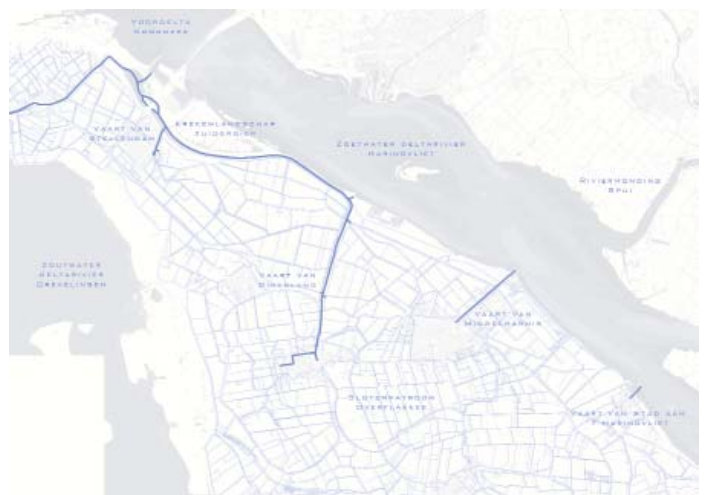 VOORDELTA
NOORDZEE
VAART VAN
STELLENDAM
KREKENLANDSCHAP
ZUIDERDIEP
ZOETWATER DELTARIVIER
HARINGVLIET
RIVIERMONDING
SPUI
ZOUTWATER
DELTARIVIER
GREVELINGEN
VAART VAN
DIRKSLAND
VAART VAN
MIDDELHARNIS
SLOTENPATROON
OVERFLAKKEE
VAART VAN STAD AAN
'T HARINGVLIET